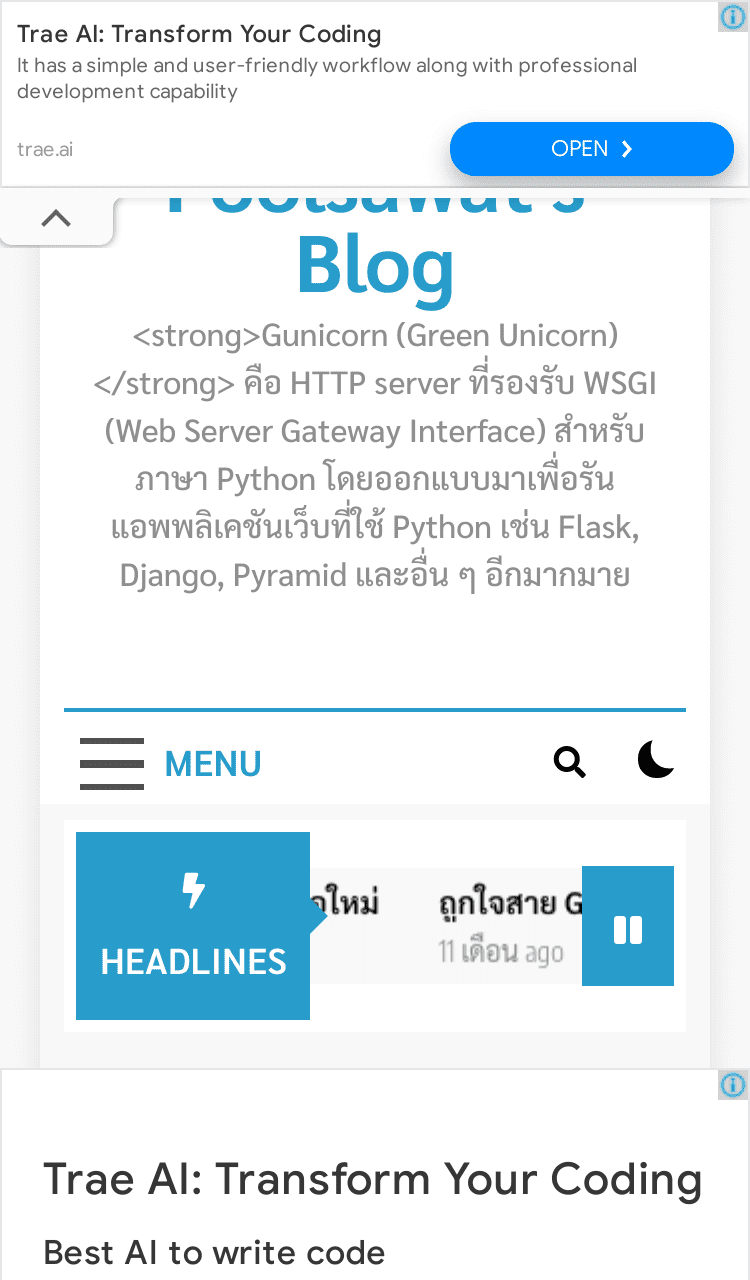 Trae AI: Transform Your Coding
It has a simple and user-friendly workflow along with professional
development capability
trae.ai
OPEN
Poolsawat's
Blog
<strong>Gunicorn (Green Unicorn)
</strong> คือ HTTP server ที่รองรับ WSGI
(Web Server Gateway Interface) สำหรับ
ภาษา Python โดยออกแบบมาเพื่อรัน
แอพพลิเคชันเว็บที่ใช้ Python เช่น Flask,
Django, Pyramid และอื่น ๆ อีกมากมาย
MENU
HEADLINES
ใหม่
ถูกใจสาย G
11 เดือน ago
Trae AI: Transform Your Coding
Best AI to write code